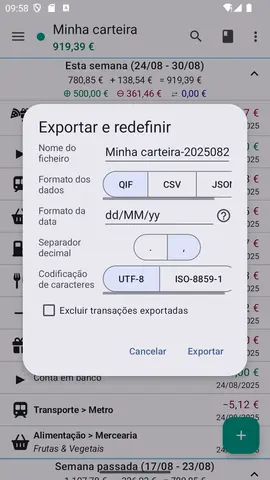 09:58
Minha carteira
919,39 €
Esta semana (24/08 - 30/08)
780,85 € + 138,54 € = 919,39 €
500,00 € 361,46 € 0,00 €
Exportar e redefinir
Nome do ficheiro
Minha carteira-2025082
Formato dos dados
QIF CSV JSON
Formato da data
dd/MM/yy
Separador decimal
. ,
Codificação de caracteres
UTF-8 ISO-8859-1
Excluir transações exportadas
Cancelar Exportar
Conta em banco
24/08/2025
Transporte > Metro
−5,12 €
24/08/2025
Alimentação > Mercearia
Frutas & Vegetais
Semana passada (17/08 - 23/08)